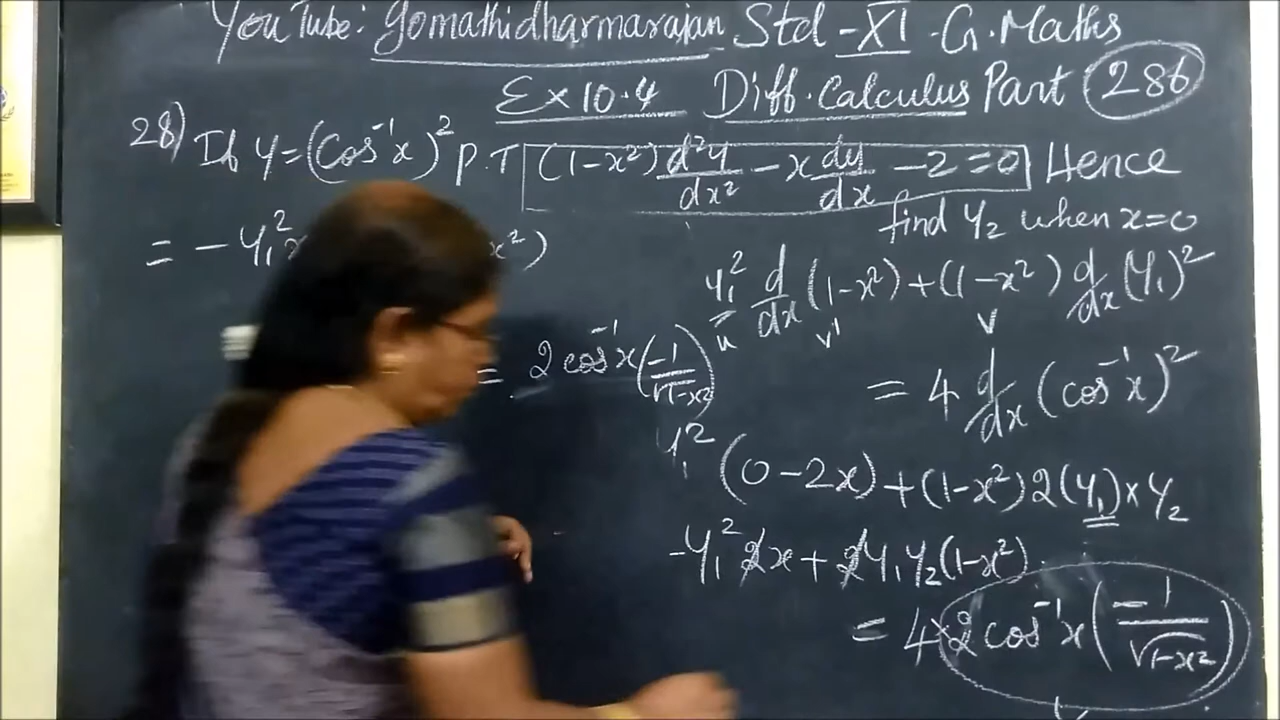 YouTube: Gomathidharmarajan Std -XI -G.Maths
Ex 10.4 Diff. Calculus Part 286
28) If y = (Cos⁻¹x)² P.T (1-x²) d²y/dx² - x dy/dx - 2 = 0 Hence
find y₂ when x=0
= - y₁² x²)
y₁² d/dx (1-x²) + (1-x²) d/dx (y₁)²
u v' v
= 2 cos⁻¹x (-1/√1-x²)
= 4 d/dx (cos⁻¹x)²
y₁² (0-2x) + (1-x²) 2(y₁) × y₂
-y₁² 2x + 2y₁y₂(1-x²)
= 4×2 cos⁻¹x (-1/√1-x²)